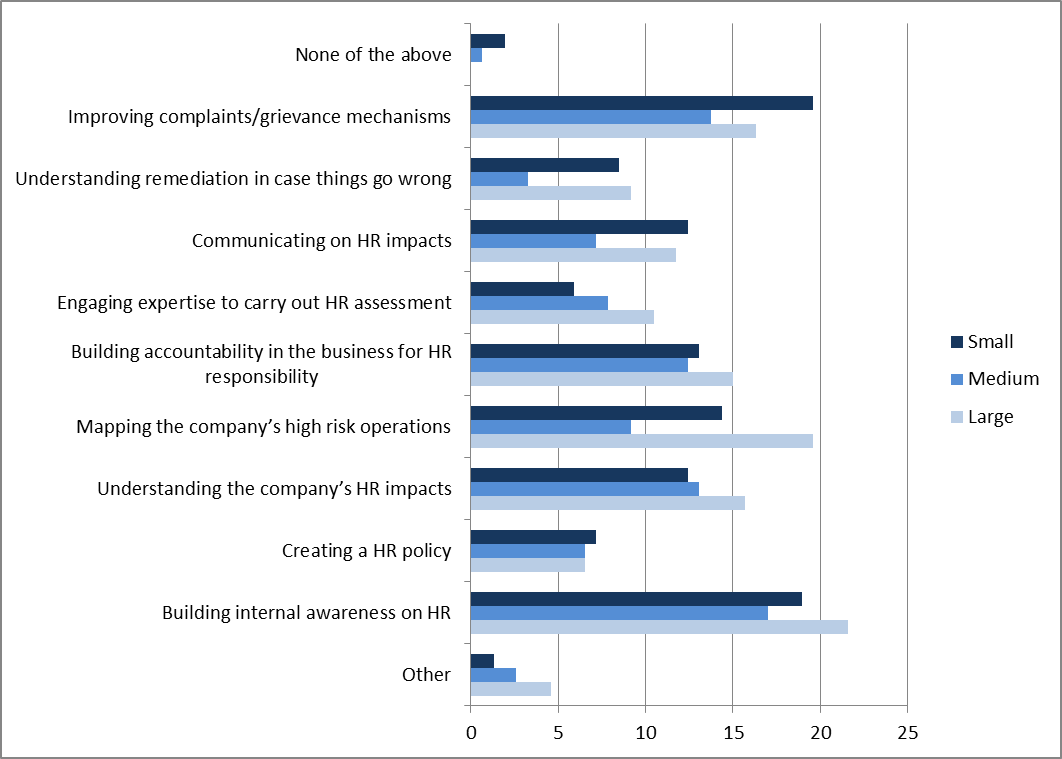 None of the above
Improving complaints/grievance mechanisms
Understanding remediation in case things go wrong
Communicating on HR impacts
Engaging expertise to carry out HR assessment
Building accountability in the business for HR
responsibility
Mapping the company’s high risk operations
Understanding the company’s HR impacts
Creating a HR policy
Building internal awareness on HR
Other
0 5 10 15 20 25
Small
Medium
Large